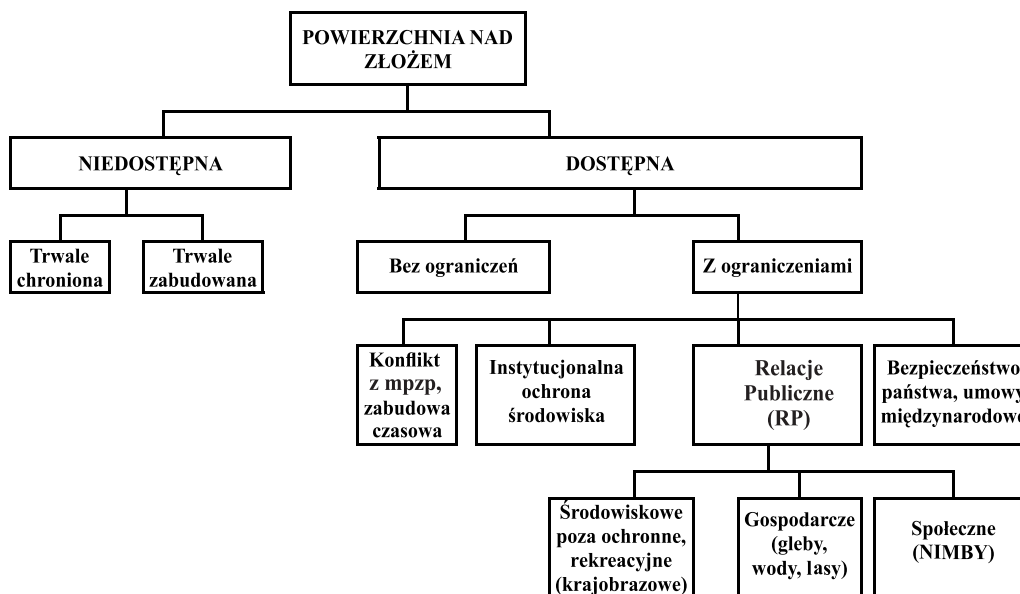 POWIERZCHNIA NAD
ZŁOŻEM
NIEDOSTĘPNA
DOSTĘPNA
Trwale
chroniona
Trwale
zabudowana
Bez ograniczeń
Z ograniczeniami
Konflikt
z mpzp,
zabudowa
czasowa
Instytucjonalna
ochrona
środowiska
Relacje
Publiczne
(RP)
Bezpieczeństwo
państwa, umowy
międzynarodowe
Środowiskowe
poza ochronne,
rekreacyjne
(krajobrazowe)
Gospodarcze
(gleby,
wody, lasy)
Społeczne
(NIMBY)